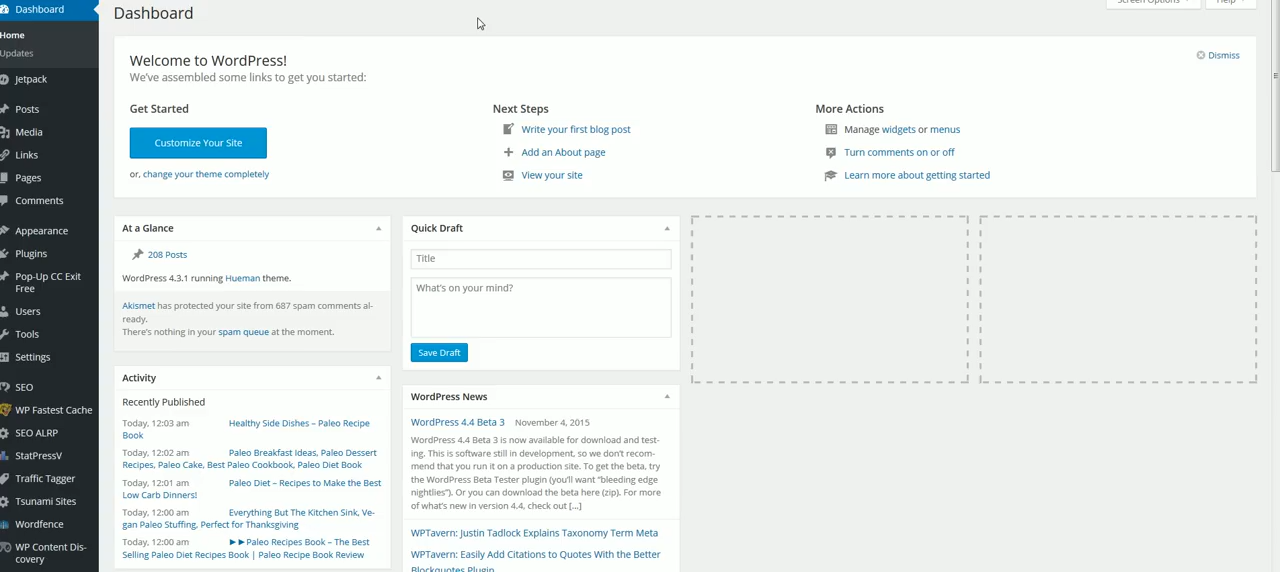 Dashboard
Home
Updates
Jetpack
Posts
Media
Links
Pages
Comments
Appearance
Plugins
Pop-Up CC Exit
Free
Users
Tools
Settings
SEO
WP Fastest Cache
SEO ALRP
StatPressV
Traffic Tagger
Tsunami Sites
Wordfence
WP Content Dis-
covery
Dashboard
Screen Options
Help
Welcome to WordPress!
We've assembled some links to get you started:
Dismiss
Get Started
Customize Your Site
or, change your theme completely
Next Steps
Write your first blog post
Add an About page
View your site
More Actions
Manage widgets or menus
Turn comments on or off
Learn more about getting started
At a Glance
208 Posts
WordPress 4.3.1 running Hueman theme.
Akismet has protected your site from 687 spam comments al-
ready.
There's nothing in your spam queue at the moment.
Activity
Recently Published
Today, 12:03 am Healthy Side Dishes – Paleo Recipe
Book
Today, 12:02 am Paleo Breakfast Ideas, Paleo Dessert
Recipes, Paleo Cake, Best Paleo Cookbook, Paleo Diet Book
Today, 12:01 am Paleo Diet – Recipes to Make the Best
Low Carb Dinners!
Today, 12:00 am Everything But The Kitchen Sink, Ve-
gan Paleo Stuffing, Perfect for Thanksgiving
Today, 12:00 am ►►Paleo Recipes Book – The Best
Selling Paleo Diet Recipes Book | Paleo Recipe Book Review
Quick Draft
Title
What's on your mind?
Save Draft
WordPress News
WordPress 4.4 Beta 3 November 4, 2015
WordPress 4.4 Beta 3 is now available for download and test-
ing. This is software still in development, so we don't recom-
mend that you run it on a production site. To get the beta, try
the WordPress Beta Tester plugin (you'll want "bleeding edge
nightlies"). Or you can download the beta here (zip). For more
of what's new in version 4.4, check out [...]
WPTavern: Justin Tadlock Explains Taxonomy Term Meta
WPTavern: Easily Add Citations to Quotes With the Better
Blockquotes Plugin